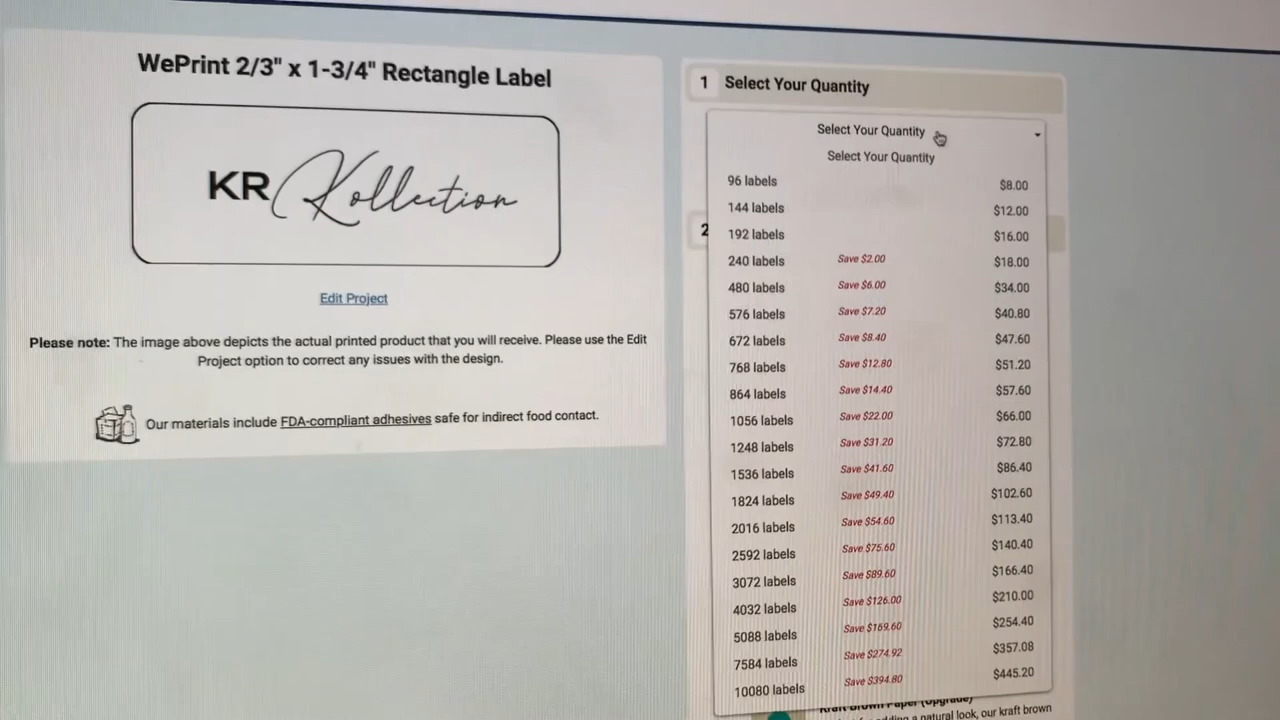 WePrint 2/3" x 1-3/4" Rectangle Label
KR Kollection
Edit Project
Please note: The image above depicts the actual printed product that you will receive. Please use the Edit
Project option to correct any issues with the design.
Our materials include FDA-compliant adhesives safe for indirect food contact.
1 Select Your Quantity
Select Your Quantity
Select Your Quantity
96 labels $8.00
144 labels $12.00
2
192 labels $16.00
240 labels Save $2.00 $18.00
480 labels Save $6.00 $34.00
576 labels Save $7.20 $40.80
672 labels Save $8.40 $47.60
768 labels Save $12.80 $51.20
864 labels Save $14.40 $57.60
1056 labels Save $22.00 $66.00
1248 labels Save $31.20 $72.80
1536 labels Save $41.60 $86.40
1824 labels Save $49.40 $102.60
2016 labels Save $54.60 $113.40
2592 labels Save $75.60 $140.40
3072 labels Save $89.60 $166.40
4032 labels Save $126.00 $210.00
5088 labels Save $169.60 $254.40
7584 labels Save $274.92 $357.08
10080 labels Save $394.80 $445.20
Kraft Brown Paper (Upgrade)
adding a natural look, our kraft brown